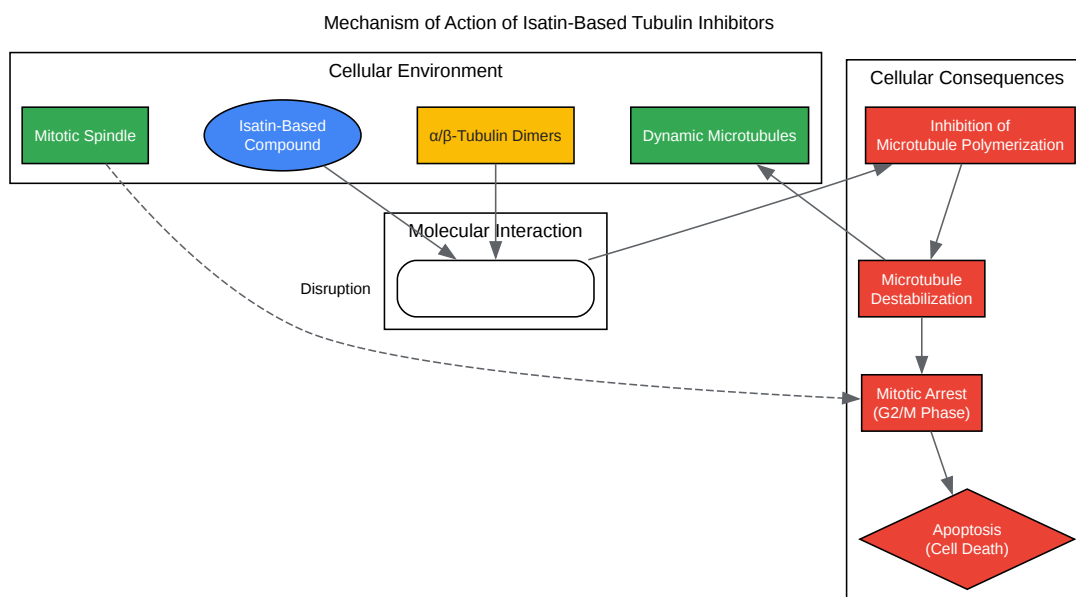 Mechanism of Action of Isatin-Based Tubulin Inhibitors
Cellular Environment
Mitotic Spindle
Isatin-Based
Compound
α/β-Tubulin Dimers
Dynamic Microtubules
Molecular Interaction
Disruption
Cellular Consequences
Inhibition of
Microtubule Polymerization
Microtubule
Destabilization
Mitotic Arrest
(G2/M Phase)
Apoptosis
(Cell Death)